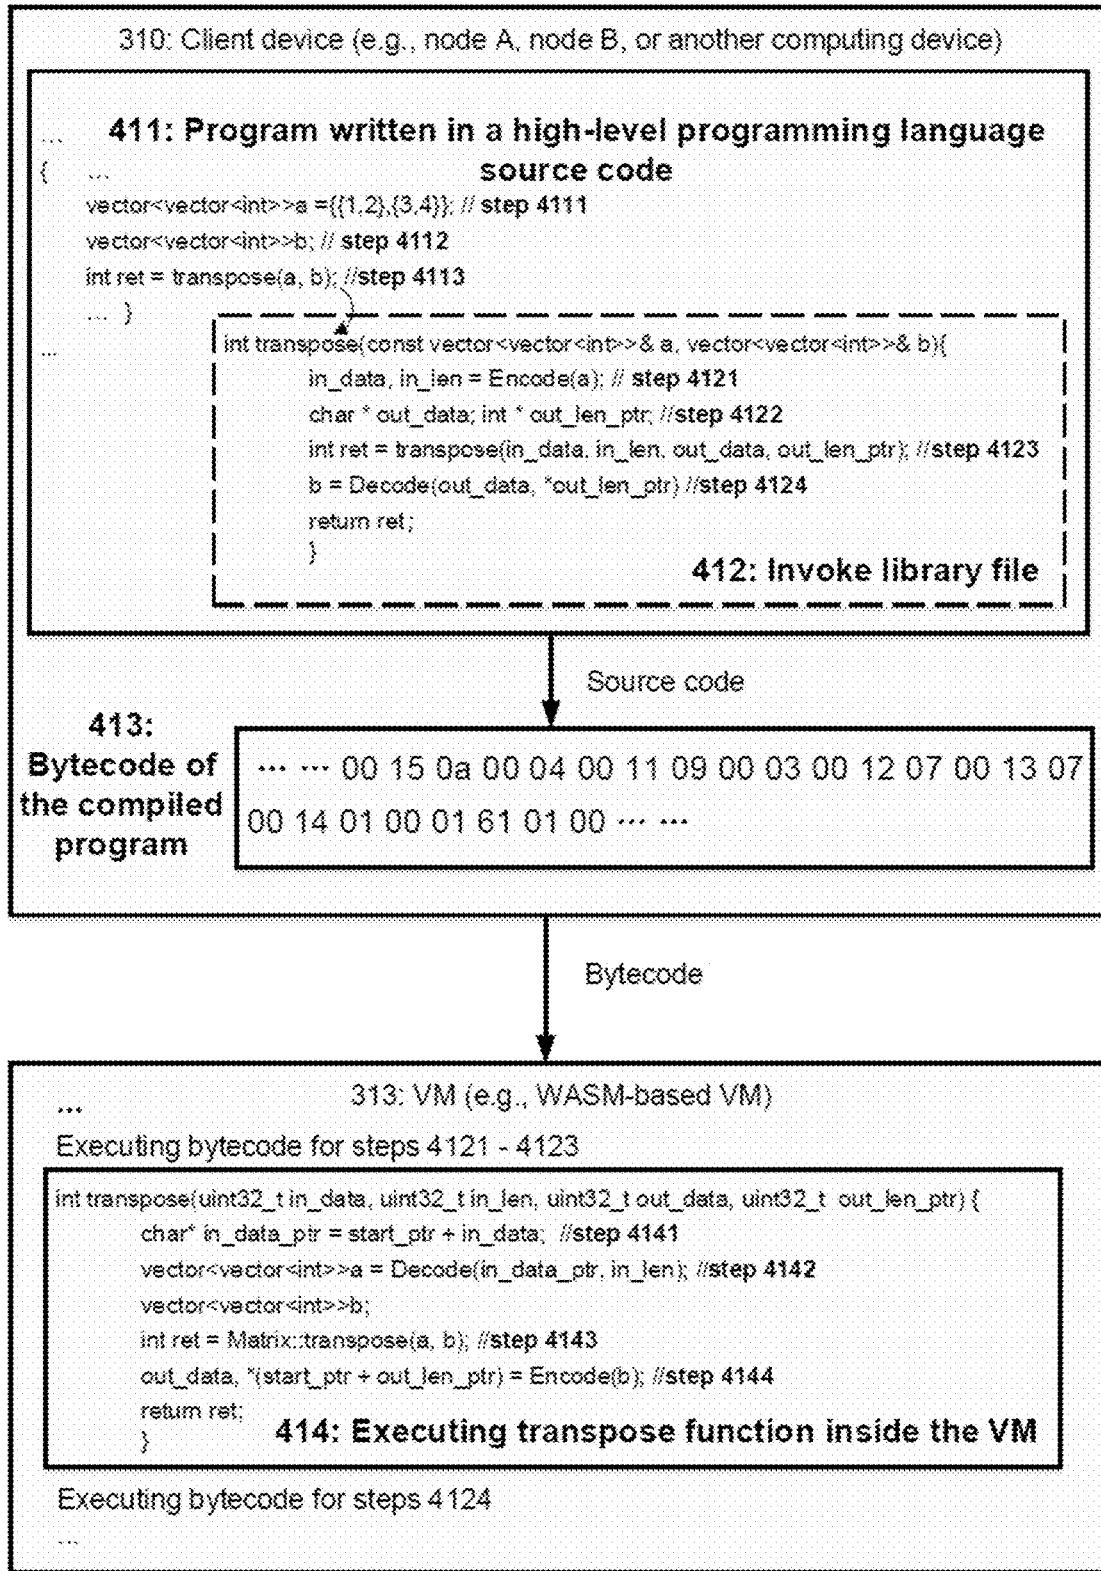 310: Client device (e.g., node A, node B, or another computing device)
411: Program written in a high-level programming language
...
source code
{ ...
vector<vector<int>>a ={{1,2},{3,4}}; // step 4111
vector<vector<int>>b; // step 4112
int ret = transpose(a, b); //step 4113
... }
...
int transpose(const vector<vector<int>>& a, vector<vector<int>>& b){
in_data, in_len = Encode(a); // step 4121
char * out_data; int * out_len_ptr; //step 4122
int ret = transpose(in_data, in_len, out_data, out_len_ptr); //step 4123
b = Decode(out_data, *out_len_ptr) //step 4124
return ret;
}
412: Invoke library file
Source code
413:
Bytecode of
the compiled
program
... ... 00 15 0a 00 04 00 11 09 00 03 00 12 07 00 13 07
00 14 01 00 01 61 01 00 ... ...
Bytecode
313: VM (e.g., WASM-based VM)
...
Executing bytecode for steps 4121 - 4123
int transpose(uint32_t in_data, uint32_t in_len, uint32_t out_data, uint32_t out_len_ptr) {
char* in_data_ptr = start_ptr + in_data; //step 4141
vector<vector<int>>a = Decode(in_data_ptr, in_len); //step 4142
vector<vector<int>>b;
int ret = Matrix::transpose(a, b); //step 4143
out_data, *(start_ptr + out_len_ptr) = Encode(b); //step 4144
return ret;
}
414: Executing transpose function inside the VM
Executing bytecode for steps 4124
...